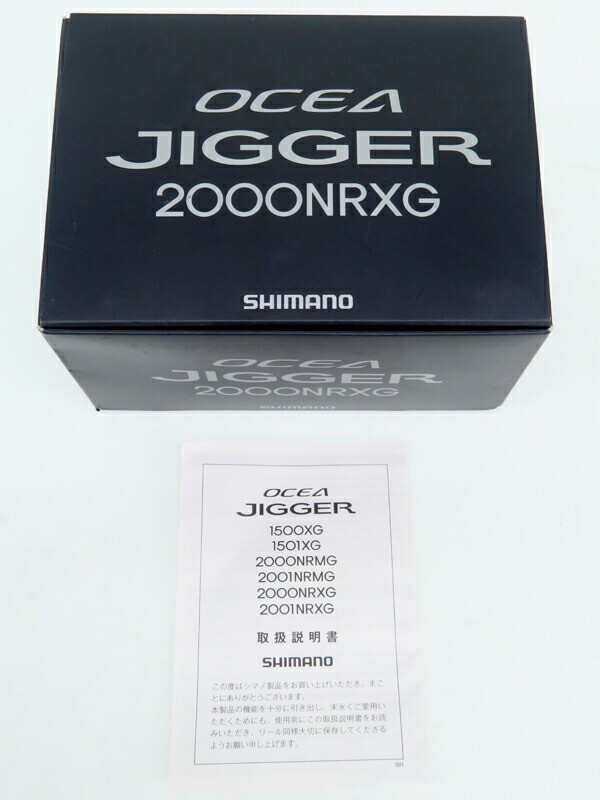 OCEA
JIGGER
2000NRXG
SHIMANO
OCEA
JIGGER
2000NRXG
SHIMANO
OCEA
JIGGER
1500XG
1501XG
2000NRMG
2001NRMG
2000NRXG
2001NRXG
取扱説明書
SHIMANO
この度はシマノ製品をお買い上げいただき、まこ
とにありがとうございます。
本製品の機能を十分に引き出し、末永くご愛用い
ただくためにも、使用前にこの取扱説明書をお読
みいただき、リール同様大切に保存してくださる
ようお願い申し上げます。
001